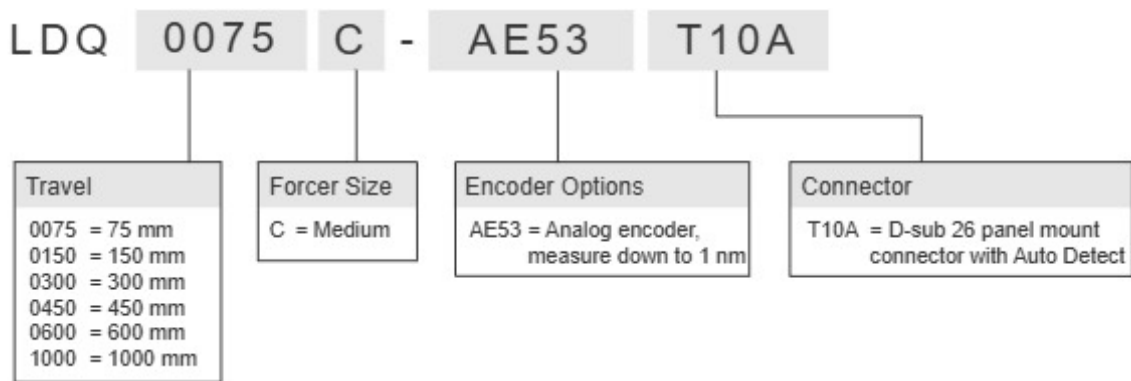 LDQ 0075 C - AE53 T10A
Travel
0075 = 75 mm
0150 = 150 mm
0300 = 300 mm
0450 = 450 mm
0600 = 600 mm
1000 = 1000 mm
Forcer Size
C = Medium
Encoder Options
AE53 = Analog encoder,
measure down to 1 nm
Connector
T10A = D-sub 26 panel mount
connector with Auto Detect